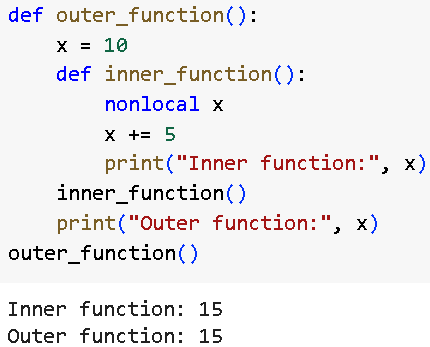 def outer_function():
    x = 10
    def inner_function():
        nonlocal x
        x += 5
        print("Inner function:", x)
    inner_function()
    print("Outer function:", x)
outer_function()
Inner function: 15
Outer function: 15